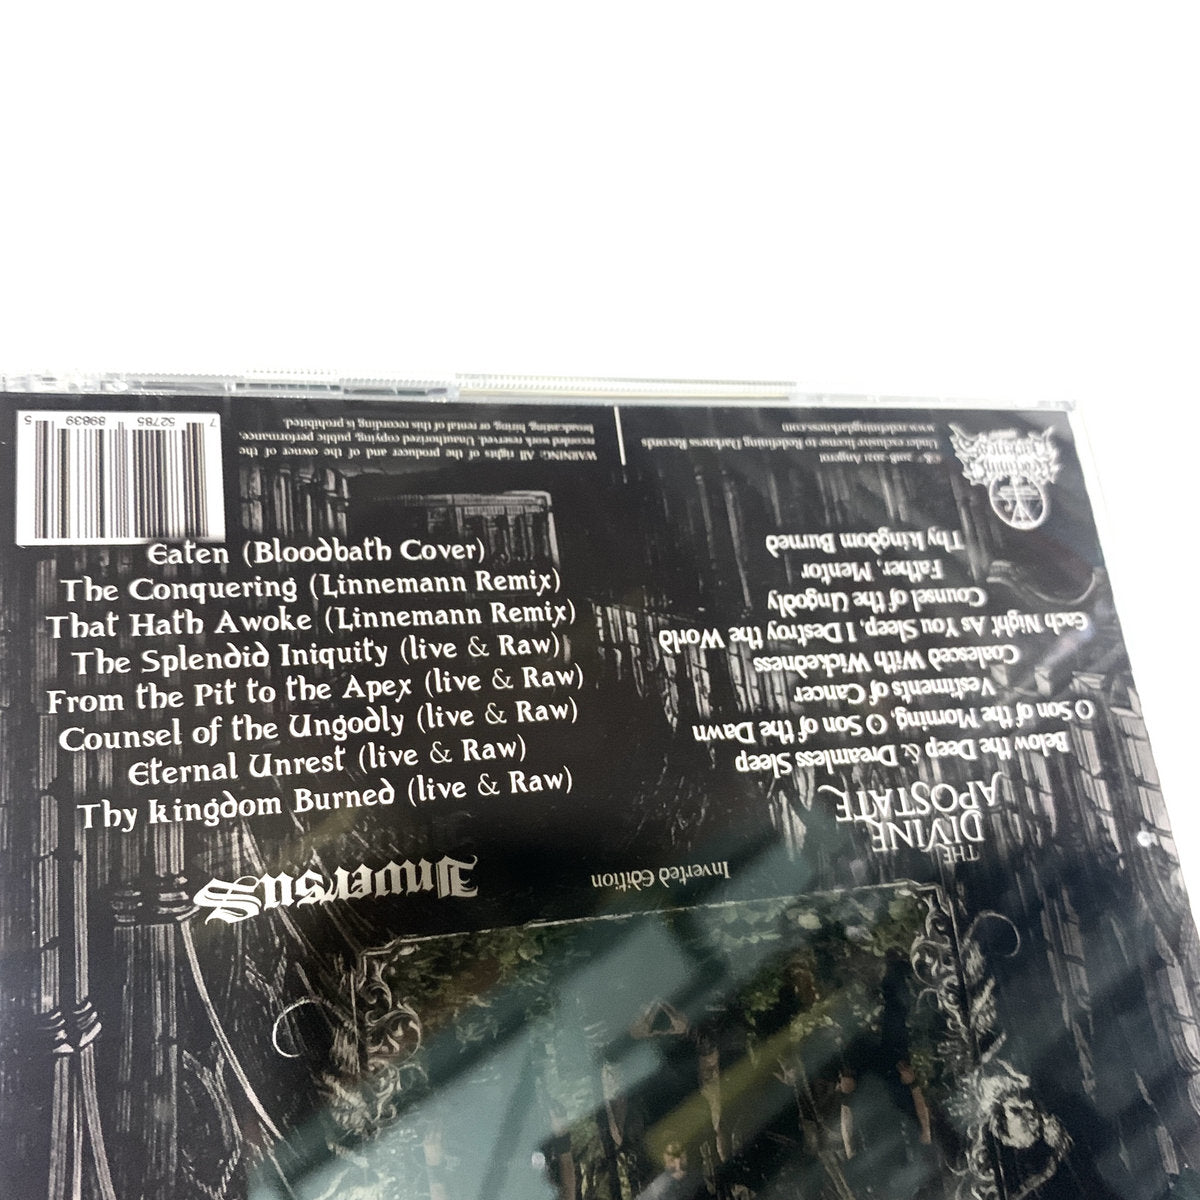 Eaten (Bloodbath Cover)
The Conquering (Linnemann Remix)
That Hath Awoke (Linnemann Remix)
The Splendid Iniquity (live & Raw)
From the Pit to the Apex (live & Raw)
Counsel of the Ungodly (live & Raw)
Eternal Unrest (live & Raw)
Thy Kingdom Burned (live & Raw)
THE
DIVINE
APOSTATE
Below the Deep & Dreamless Sleep
O Son of the Morning, O Son of the Dawn
Vestiments of Cancer
Coalesced With Wickedness
Each Night As You Sleep, I Destroy the World
Counsel of the Ungodly
Father, Mentor
Thy Kingdom Burned
Inverted Edition
InversuS
Under exclusive license to Redefining Darkness Records
www.redefiningdarkness.com
WARNING: All rights of the producer and of the owner of the
recorded work reserved. Unauthorized copying, public performance,
broadcasting, hiring or rental of this recording is prohibited.
7 52785 89839 5